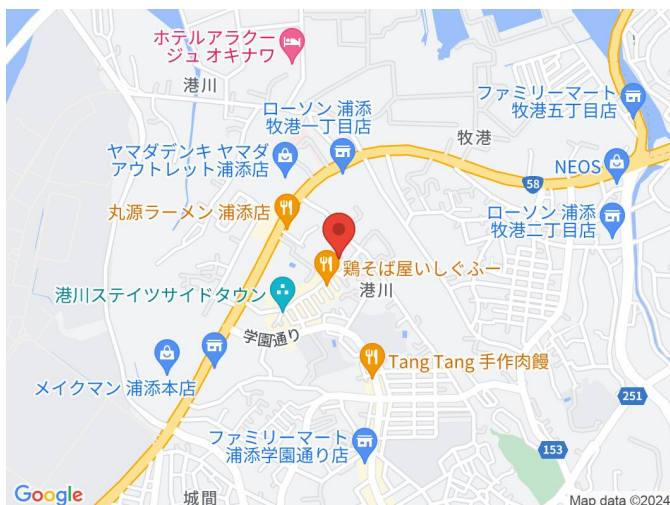 ホテルアラクー
ジュ オキナワ
港川
ローソン 浦添
牧港一丁目店
牧港
ファミリーマート
牧港五丁目店
ヤマダデンキ ヤマダ
アウトレット浦添店
NEOS
58
丸源ラーメン 浦添店
ローソン 浦添
牧港二丁目店
鶏そば屋いしぐふー
港川ステイツサイドタウン
港川
学園通り
Tang Tang 手作肉饅
メイクマン 浦添本店
251
ファミリーマート
浦添学園通り店
153
城間
Google
Map data ©2024